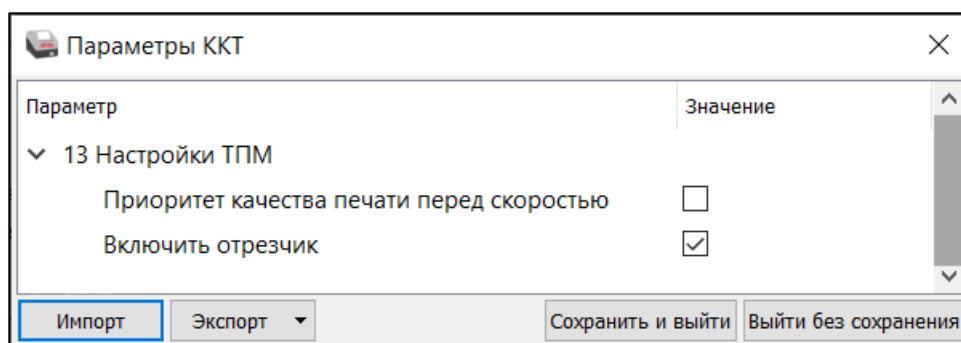 Параметры ККТ
Параметр Значение
13 Настройки ТПМ
Приоритет качества печати перед скоростью
Включить отрезчик
Импорт Экспорт Сохранить и выйти Выйти без сохранения